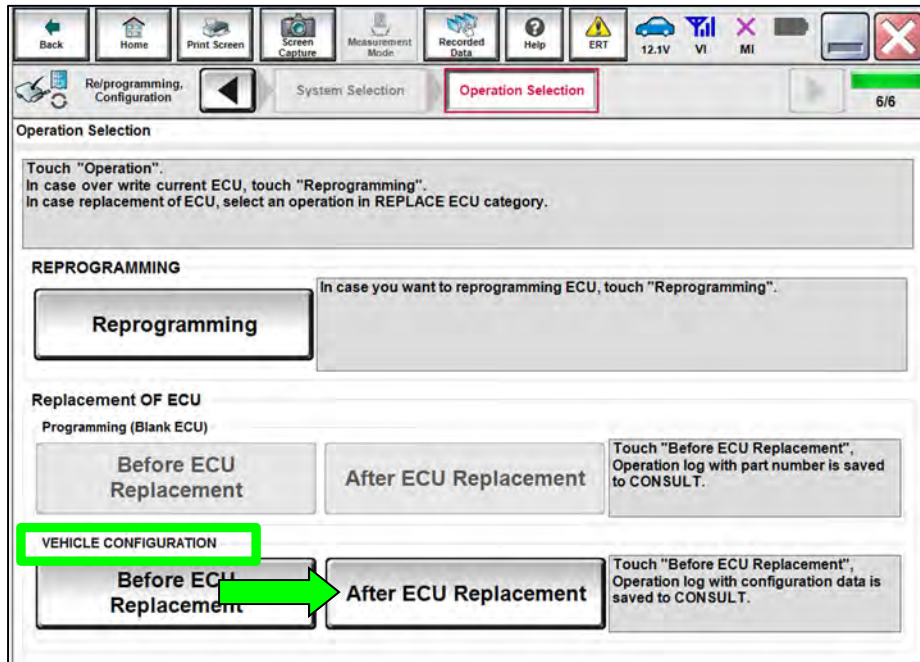 Back
Home
Print Screen
Screen
Capture
Measurement
Mode
Recorded
Data
Help
ERT
12.1V
VI
MI
Re/programming,
Configuration
System Selection
Operation Selection
6/6
Operation Selection
Touch "Operation".
In case over write current ECU, touch "Reprogramming".
In case replacement of ECU, select an operation in REPLACE ECU category.
REPROGRAMMING
Reprogramming
In case you want to reprogramming ECU, touch "Reprogramming".
Replacement OF ECU
Programming (Blank ECU)
Before ECU
Replacement
After ECU Replacement
Touch "Before ECU Replacement",
Operation log with part number is saved
to CONSULT.
VEHICLE CONFIGURATION
Before ECU
Replacement
After ECU Replacement
Touch "Before ECU Replacement",
Operation log with configuration data is
saved to CONSULT.